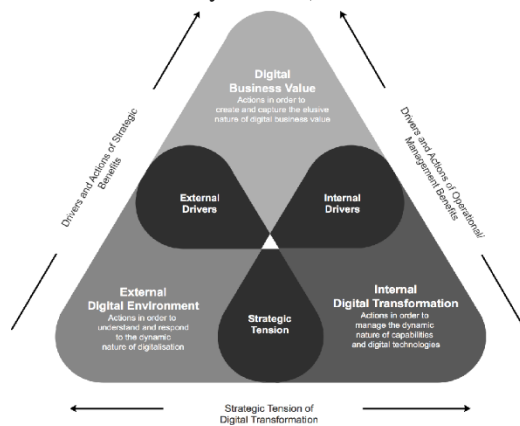 Digital
Business Value
Actions in order to
create and capture the elusive
nature of digital business value
Drivers and Actions of Strategic
Benefits
Drivers and Actions of Operational/
Management Benefits
External
Drivers
Internal
Drivers
External
Digital Environment
Actions in order to
understand and respond
to the dynamic
nature of digitalisation
Strategic
Tension
Internal
Digital Transformation
Actions in order to
manage the dynamic
nature of capabilities
and digital technologies
Strategic Tension of
Digital Transformation